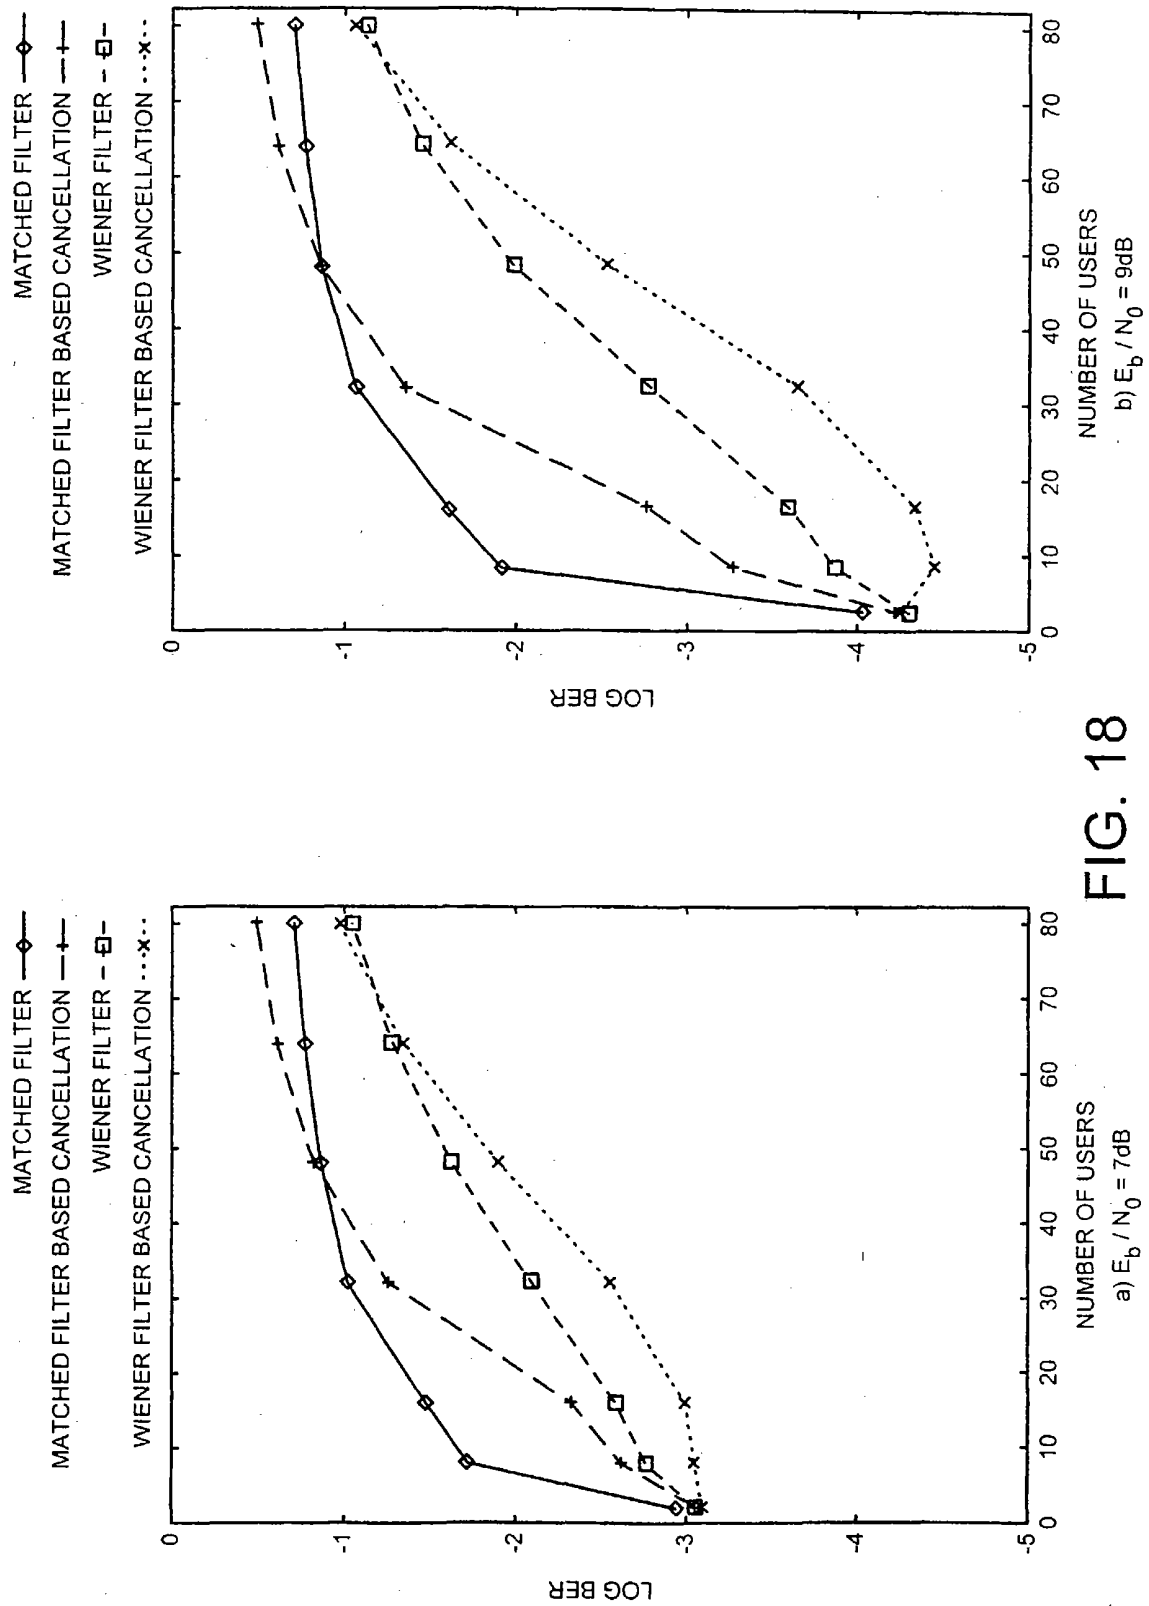 MATCHED FILTER
MATCHED FILTER BASED CANCELLATION
WIENER FILTER
WIENER FILTER BASED CANCELLATION
0
-1
-2
-3
-4
-5
LOG BER
0
10
20
30
40
50
60
70
80
NUMBER OF USERS
a) E_b / N_0 = 7dB
MATCHED FILTER
MATCHED FILTER BASED CANCELLATION
WIENER FILTER
WIENER FILTER BASED CANCELLATION
0
-1
-2
-3
-4
-5
LOG BER
0
10
20
30
40
50
60
70
80
NUMBER OF USERS
b) E_b / N_0 = 9dB
FIG. 18